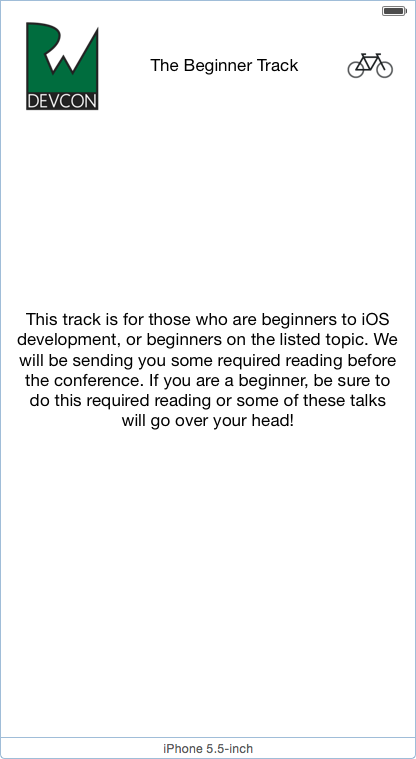 RW
DEVCON
The Beginner Track
This track is for those who are beginners to iOS
development, or beginners on the listed topic. We
will be sending you some required reading before
the conference. If you are a beginner, be sure to
do this required reading or some of these talks
will go over your head!
iPhone 5.5-inch